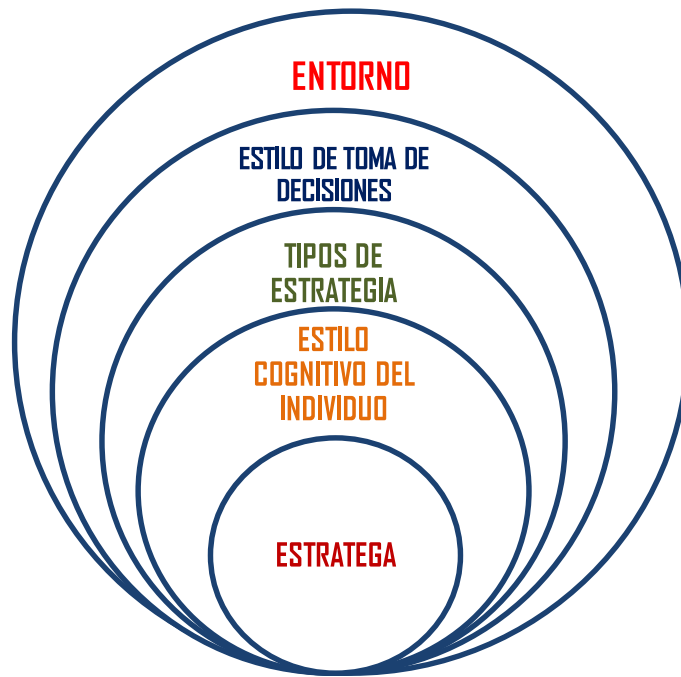 ENTORNO
ESTILO DE TOMA DE
DECISIONES
TIPOS DE
ESTRATEGIA
ESTILO
COGNITIVO DEL
INDIVIDUO
ESTRATEGA